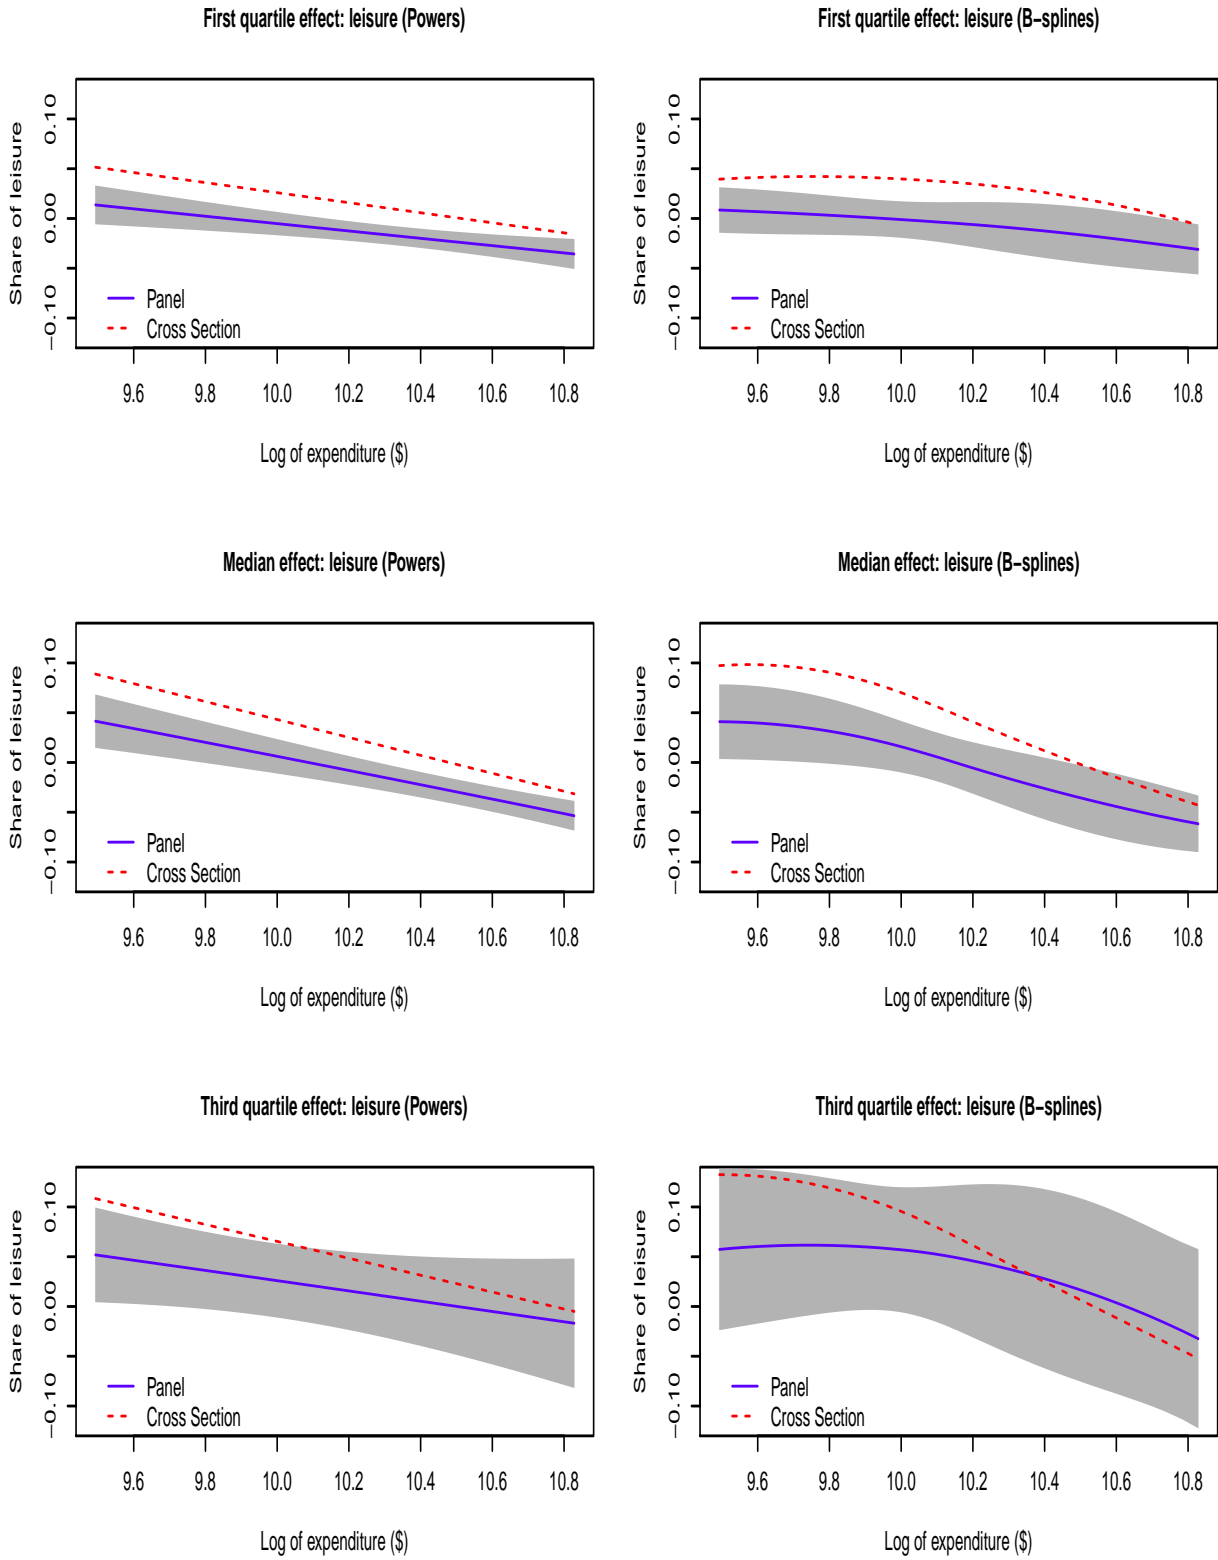 First quartile effect: leisure (Powers)
Share of leisure
0.10
0.00
−0.10
Panel
Cross Section
9.6 9.8 10.0 10.2 10.4 10.6 10.8
Log of expenditure ($)
First quartile effect: leisure (B−splines)
Share of leisure
0.10
0.00
−0.10
Panel
Cross Section
9.6 9.8 10.0 10.2 10.4 10.6 10.8
Log of expenditure ($)
Median effect: leisure (Powers)
Share of leisure
0.10
0.00
−0.10
Panel
Cross Section
9.6 9.8 10.0 10.2 10.4 10.6 10.8
Log of expenditure ($)
Median effect: leisure (B−splines)
Share of leisure
0.10
0.00
−0.10
Panel
Cross Section
9.6 9.8 10.0 10.2 10.4 10.6 10.8
Log of expenditure ($)
Third quartile effect: leisure (Powers)
Share of leisure
0.10
0.00
−0.10
Panel
Cross Section
9.6 9.8 10.0 10.2 10.4 10.6 10.8
Log of expenditure ($)
Third quartile effect: leisure (B−splines)
Share of leisure
0.10
0.00
−0.10
Panel
Cross Section
9.6 9.8 10.0 10.2 10.4 10.6 10.8
Log of expenditure ($)